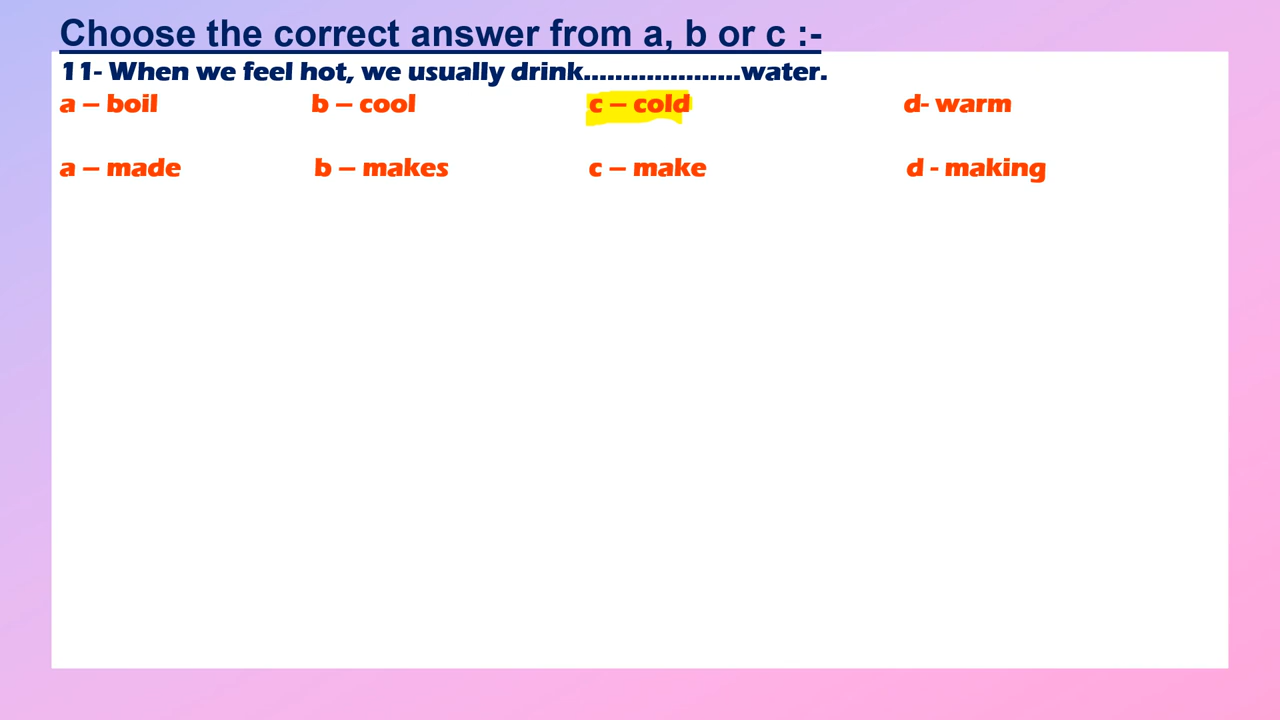 Choose the correct answer from a, b or c :-
11- When we feel hot, we usually drink....................water.
a – boil b – cool c – cold d- warm
a – made b – makes c – make d - making